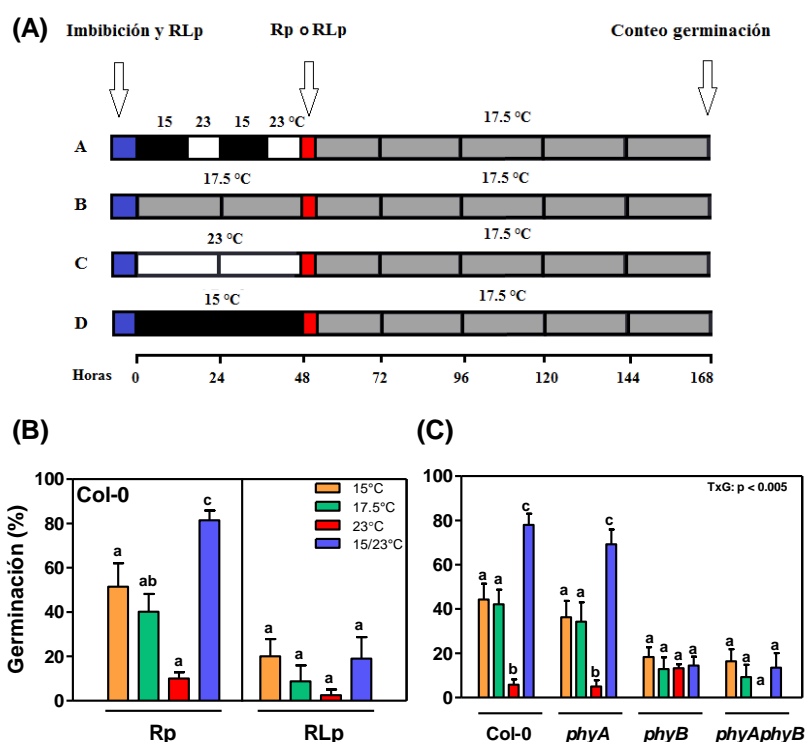 (A)
Imbibición y RLp
Rp o RLp
Conteo germinación
15 23 15 23 °C
17.5 °C
A
17.5 °C
17.5 °C
B
23 °C
17.5 °C
C
15 °C
17.5 °C
D
Horas
0 24 48 72 96 120 144 168
(B)
(C)
Germinación (%)
100
80
60
40
20
0
Col-0
15°C
17.5°C
23°C
15/23°C
a ab a c
a a a a
Rp RLp
100
80
60
40
20
0
TxG: p < 0.005
a a b c
a a b c
a a a a
a a a a
Col-0 phyA phyB phyAphyB